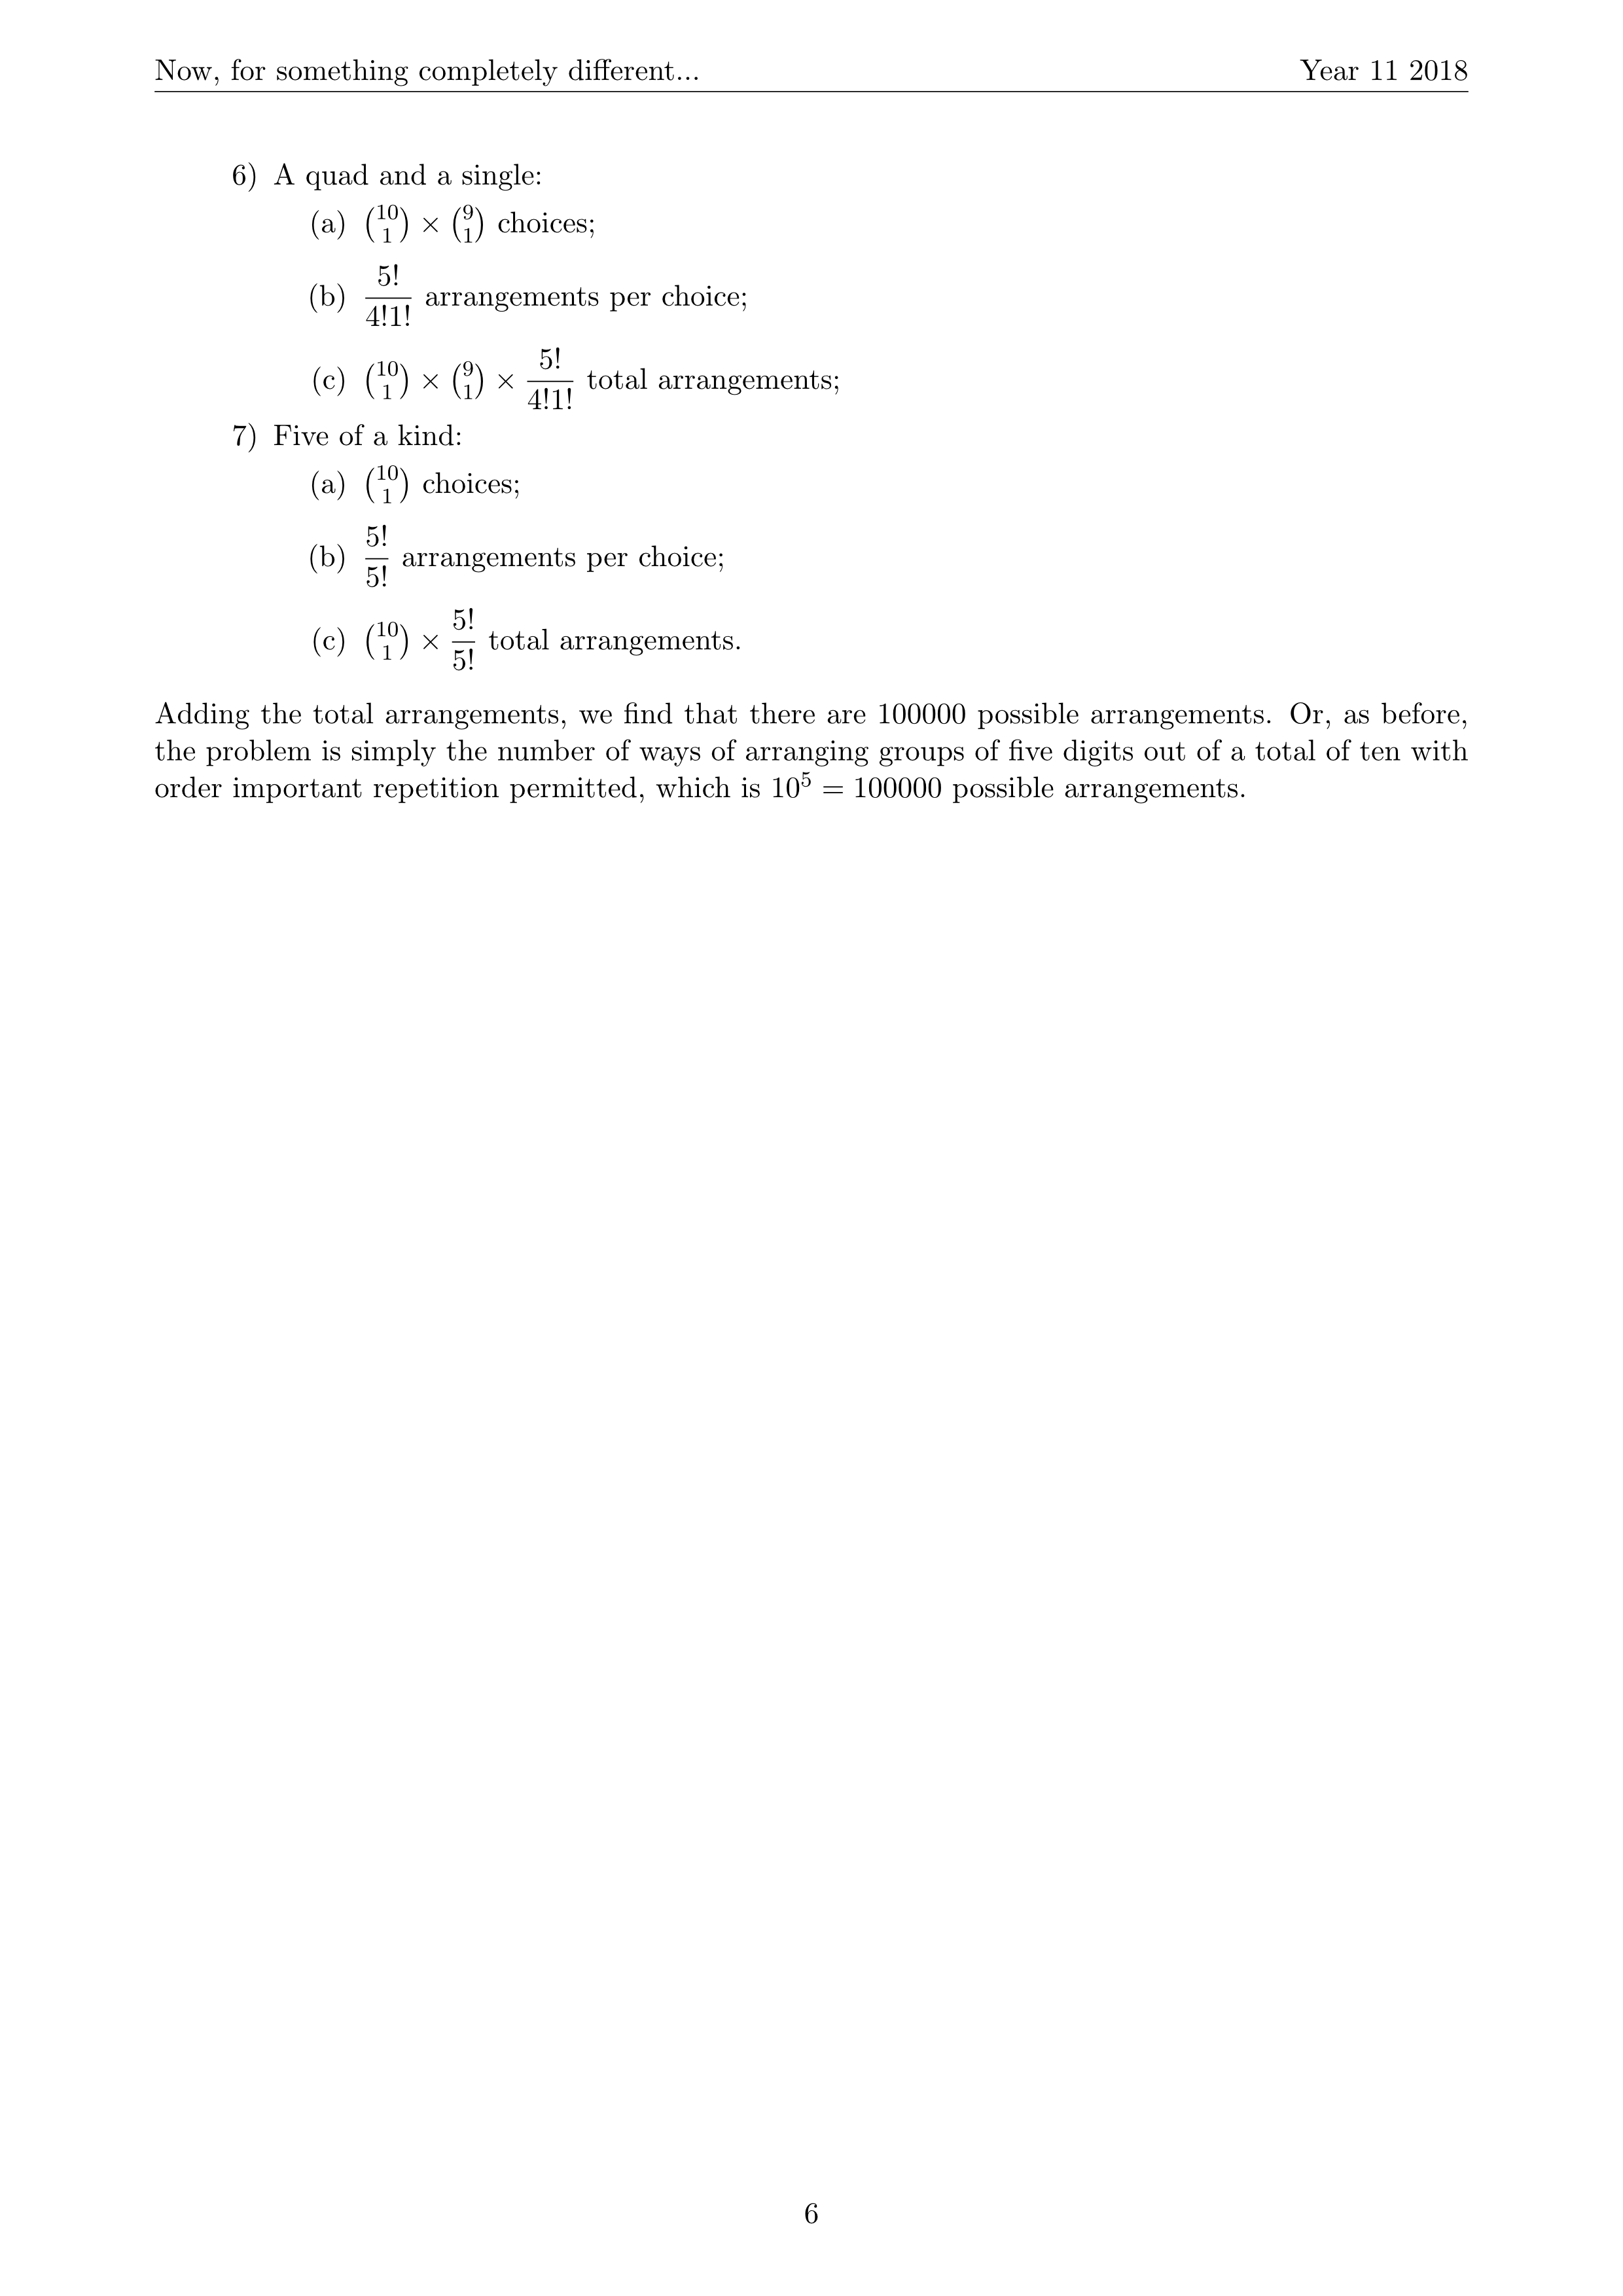 Now, for something completely different... Year 11 2018
6) A quad and a single:
(a) $\binom{10}{1} \times \binom{9}{1}$ choices;
(b) $\frac{5!}{4!1!}$ arrangements per choice;
(c) $\binom{10}{1} \times \binom{9}{1} \times \frac{5!}{4!1!}$ total arrangements;
7) Five of a kind:
(a) $\binom{10}{1}$ choices;
(b) $\frac{5!}{5!}$ arrangements per choice;
(c) $\binom{10}{1} \times \frac{5!}{5!}$ total arrangements.
Adding the total arrangements, we find that there are 100000 possible arrangements. Or, as before,
the problem is simply the number of ways of arranging groups of five digits out of a total of ten with
order important repetition permitted, which is $10^5 = 100000$ possible arrangements.
6